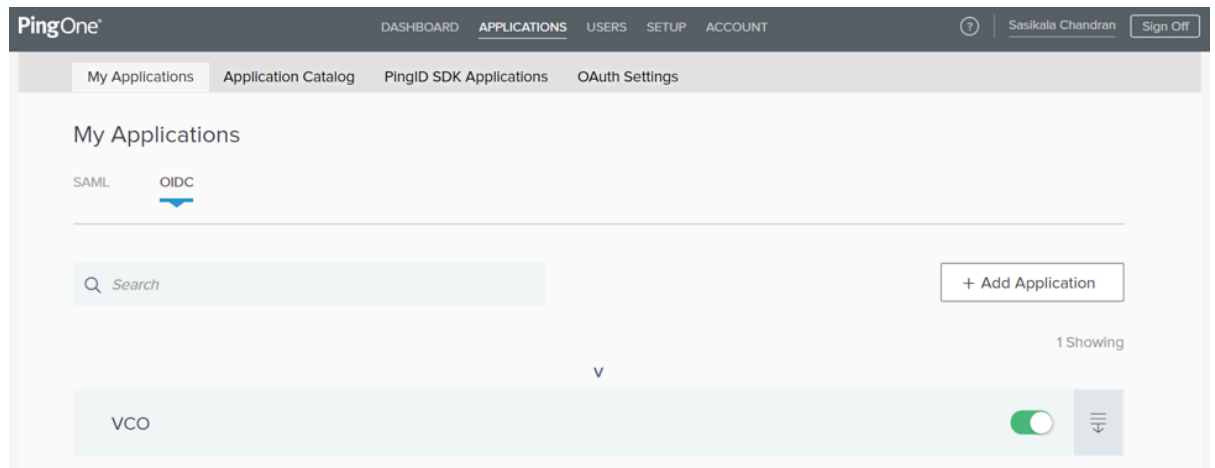 PingOne® DASHBOARD APPLICATIONS USERS SETUP ACCOUNT ? Sasikala Chandran Sign Off
My Applications Application Catalog PingID SDK Applications OAuth Settings
My Applications
SAML OIDC
Search + Add Application
1 Showing
V
VCO